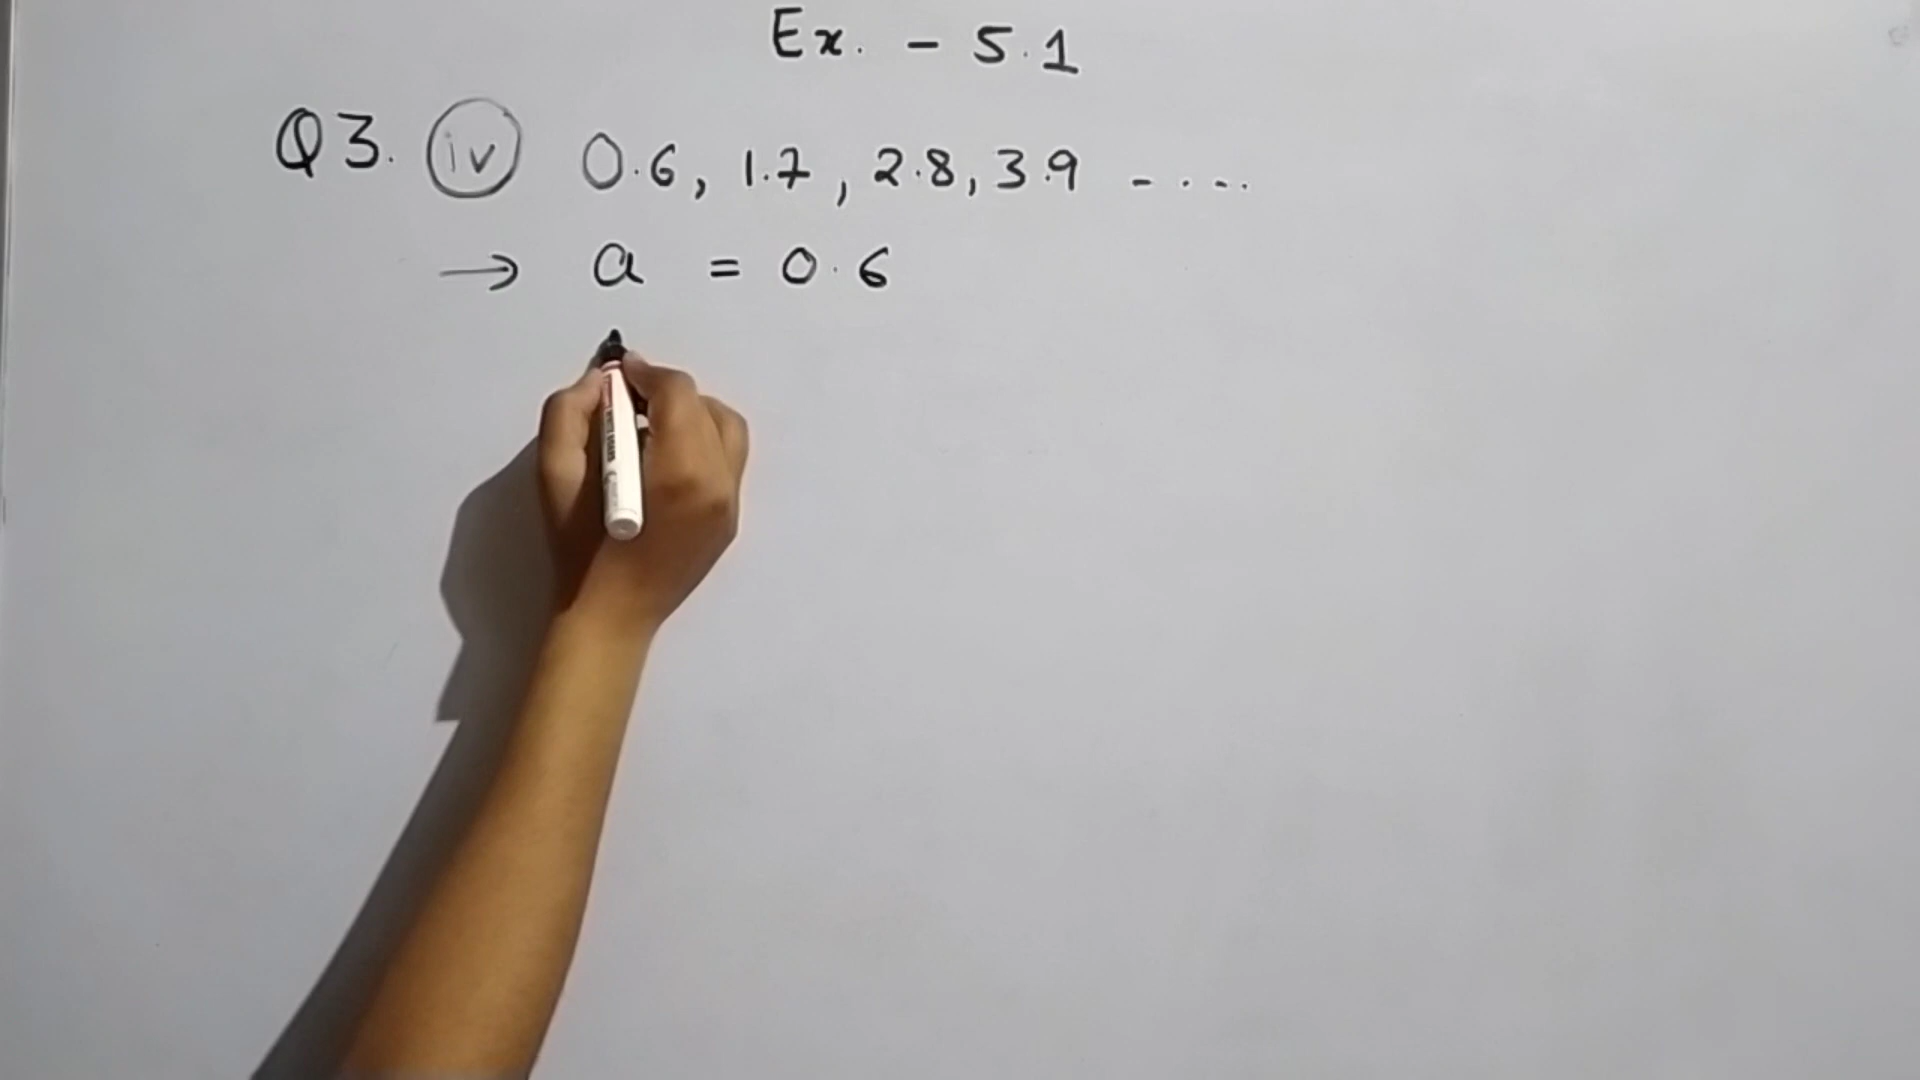 Ex. - 5.1
Q3. iv 0.6, 1.7, 2.8, 3.9 - ....
→ a = 0.6